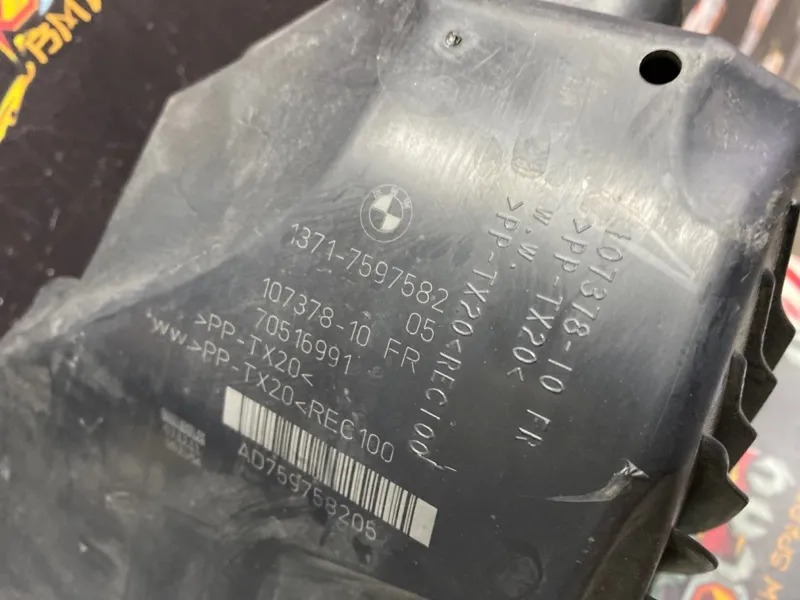 1371-7597582
05
107378-10 FR
70516991
>PP-TX20<
WW>PP-TX20<REC100
AD759758205
107378-10 FR
>PP-TX20<
W.W.
>PP-TX20<REC100
BM